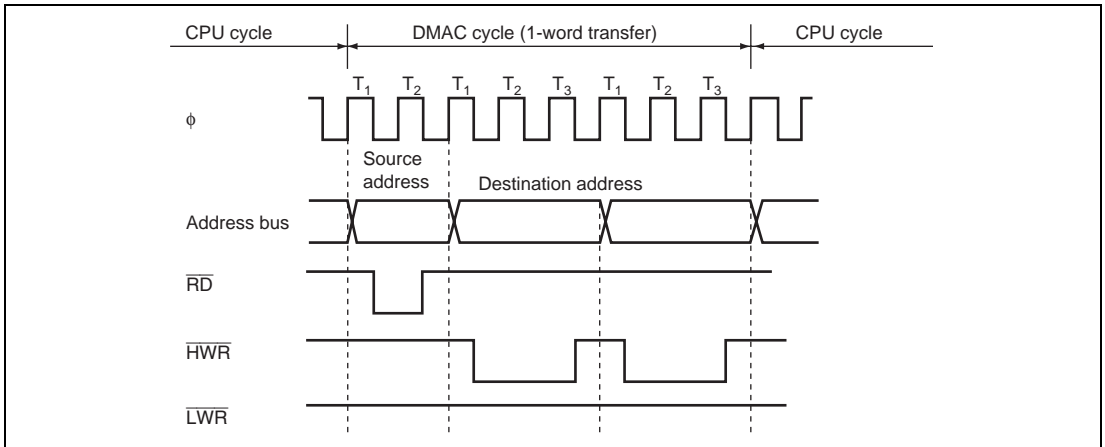 CPU cycle DMAC cycle (1-word transfer) CPU cycle
T1 T2 T1 T2 T3 T1 T2 T3
ϕ
Source
address Destination address
Address bus
RD
HWR
LWR